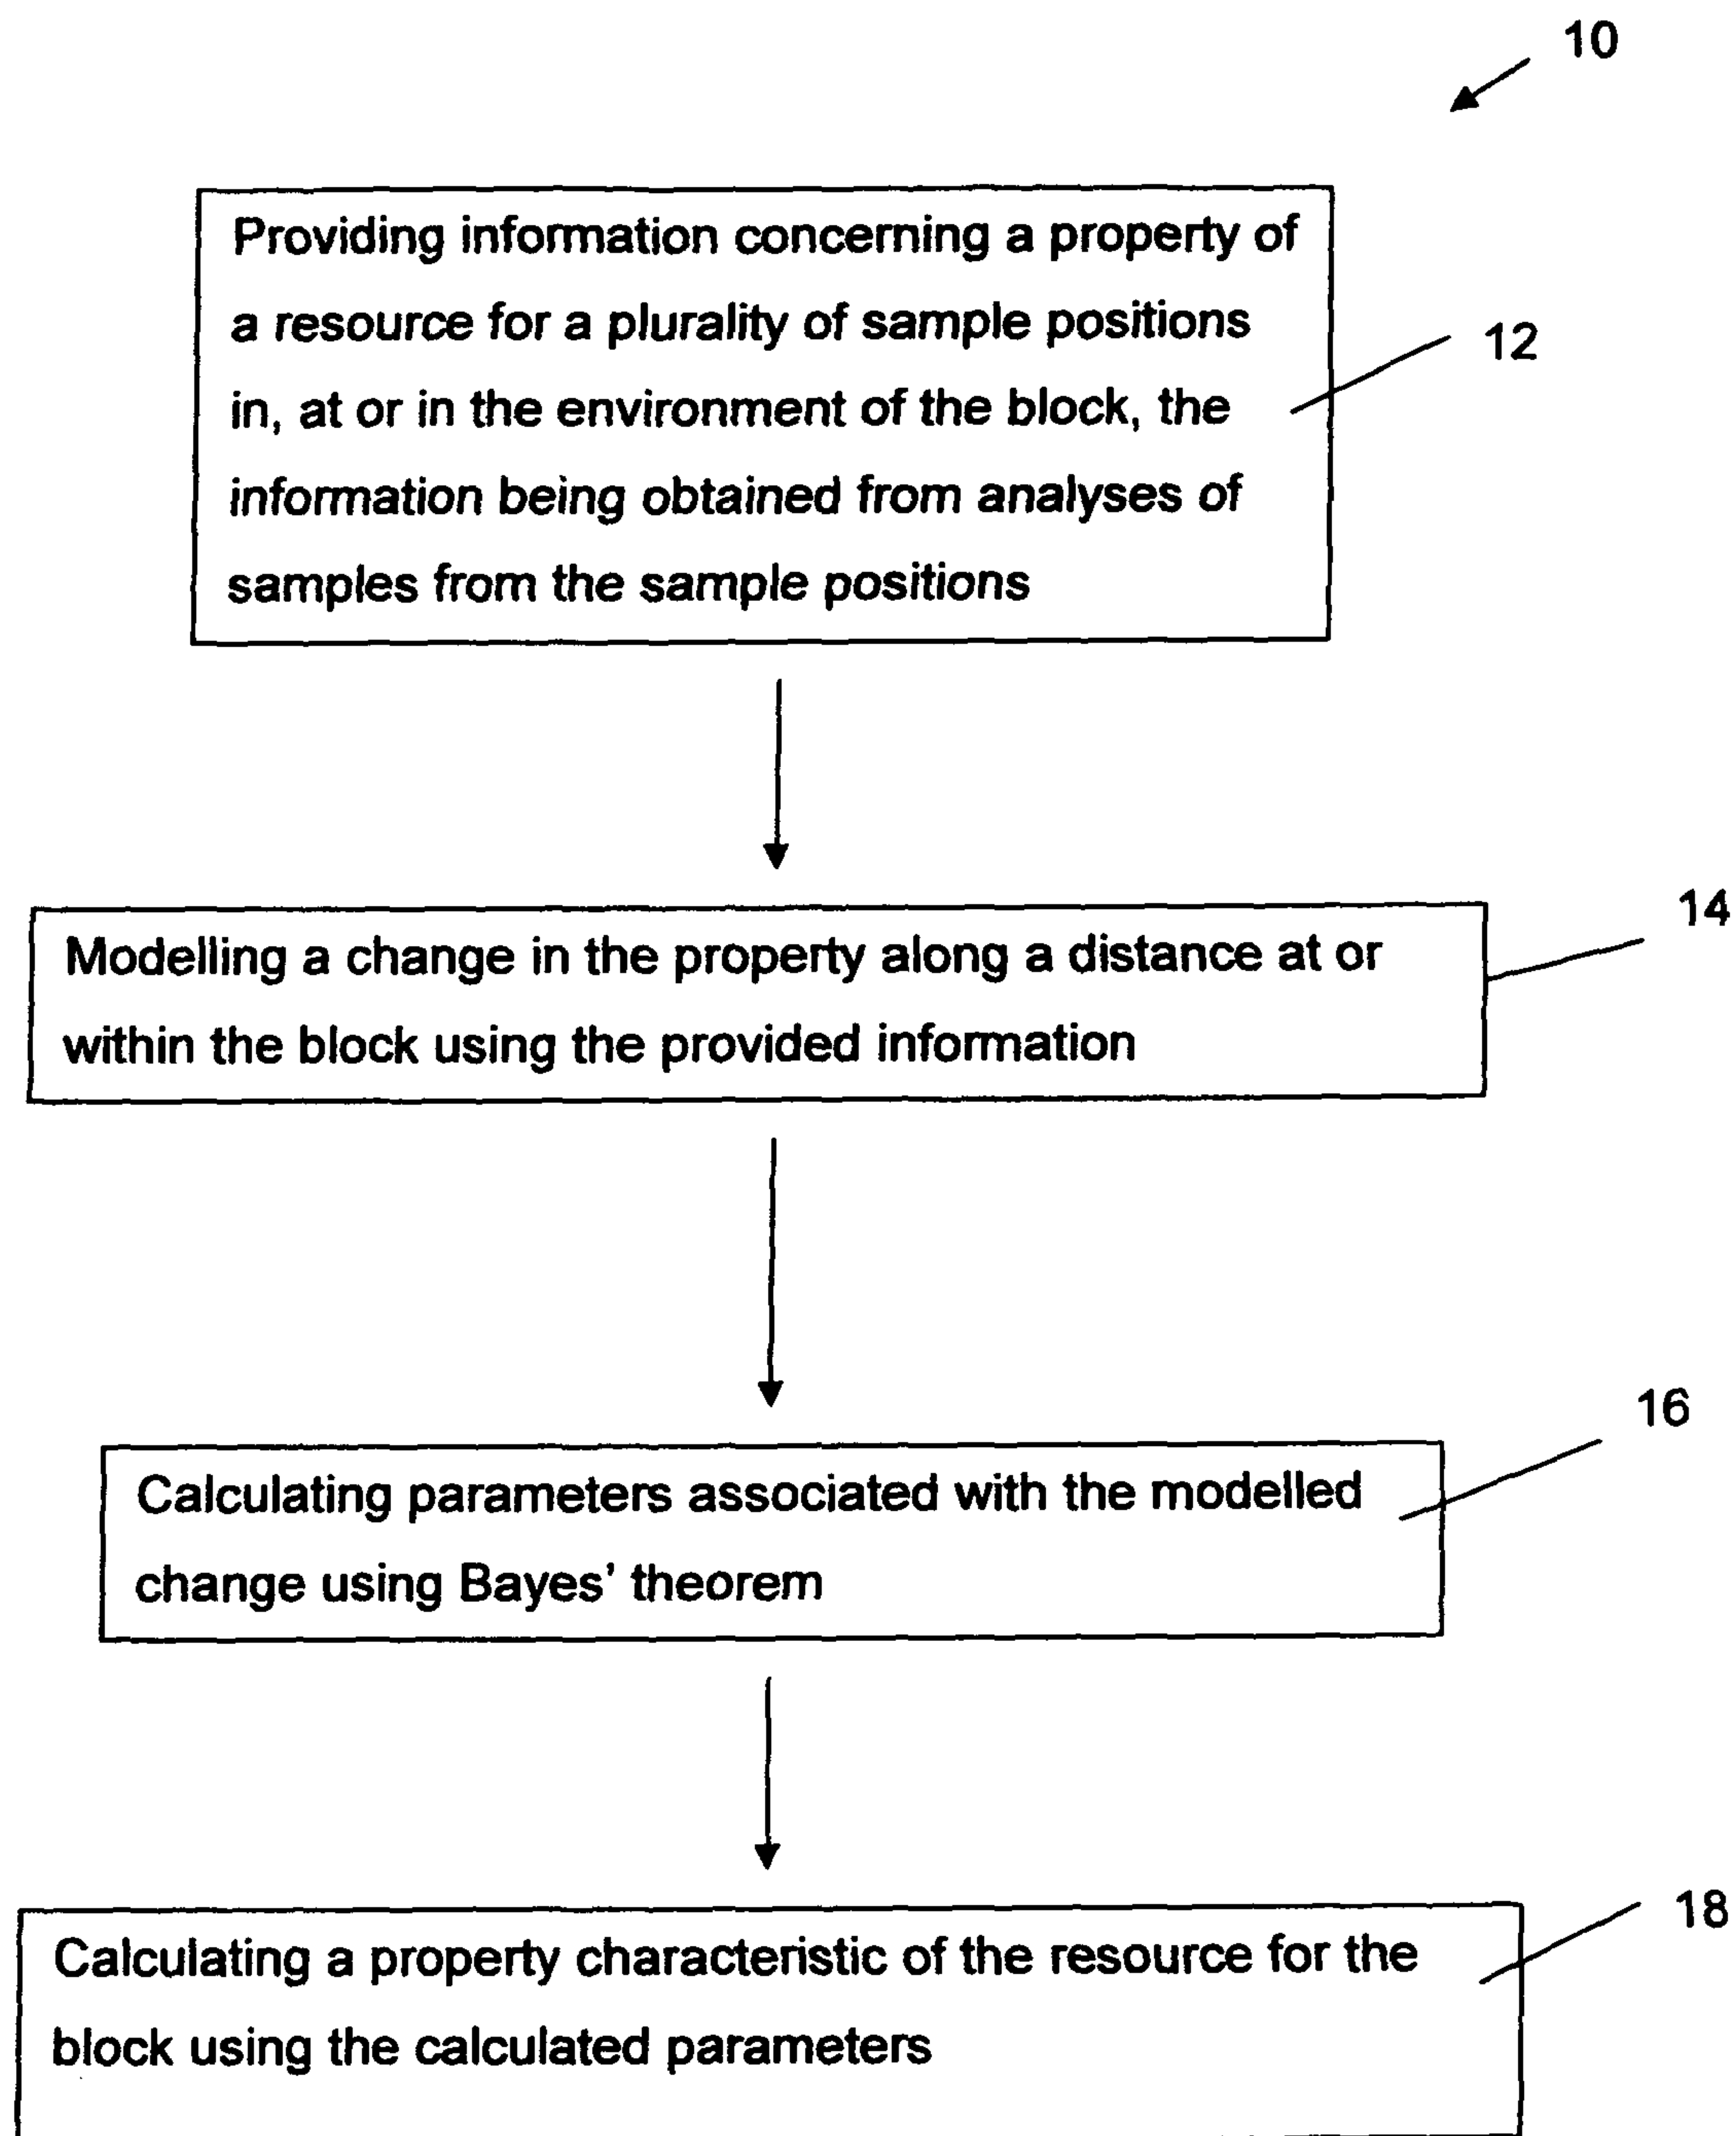 10
Providing information concerning a property of
a resource for a plurality of sample positions
in, at or in the environment of the block, the
information being obtained from analyses of
samples from the sample positions
12
14
Modelling a change in the property along a distance at or
within the block using the provided information
16
Calculating parameters associated with the modelled
change using Bayes’ theorem
18
Calculating a property characteristic of the resource for the
block using the calculated parameters